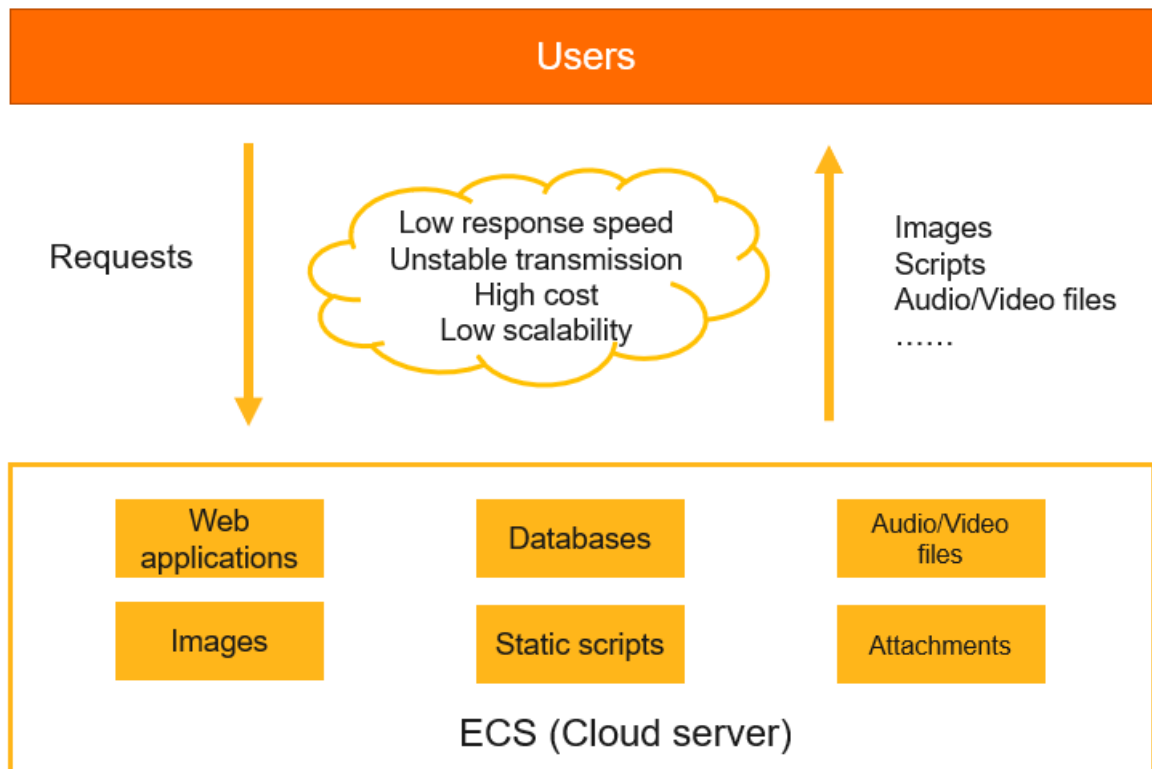 Users
Requests
Low response speed
Unstable transmission
High cost
Low scalability
Images
Scripts
Audio/Video files
……
Web
applications
Databases
Audio/Video
files
Images
Static scripts
Attachments
ECS (Cloud server)